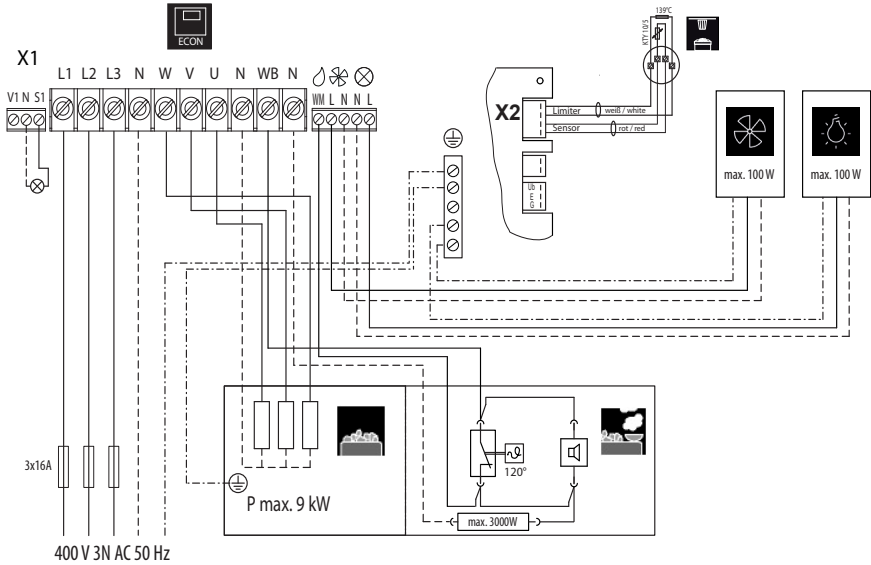 ECON
X1
L1 L2 L3 N W V U N WB N
V1 N S1
WM L N N L
139°C
KTY 10/5
X2
Limiter weiß / white
Sensor rot / red
Ub
E
G
max. 100 W
max. 100 W
3x16A
120°
P max. 9 kW
max. 3000W
400 V 3N AC 50 Hz